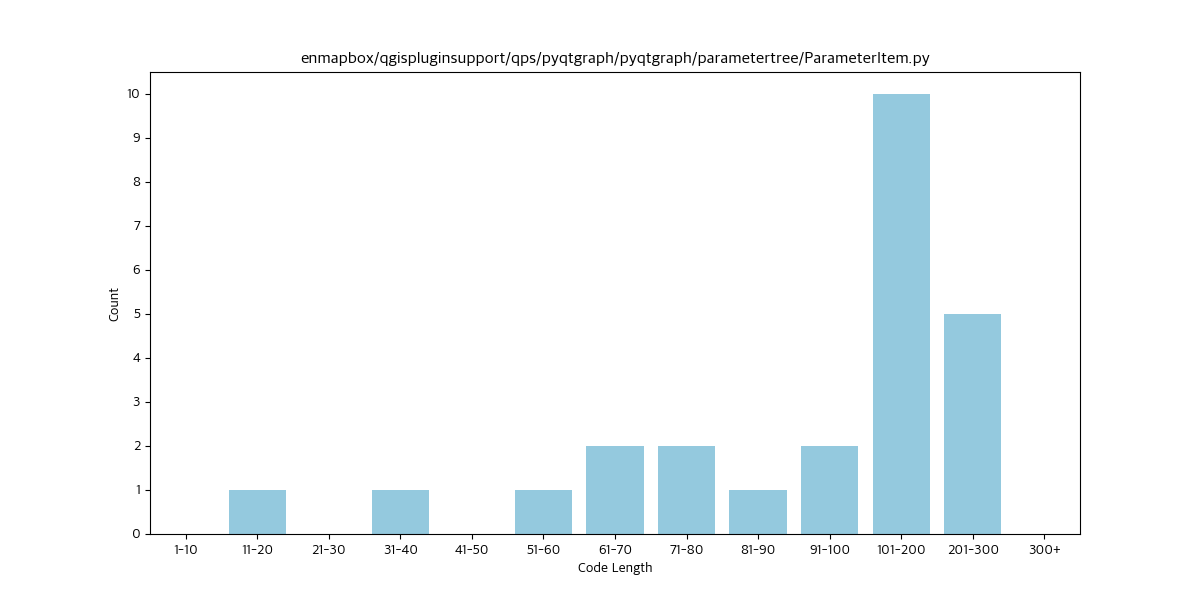 enmapbox/qgispluginsupport/qps/pyqtgraph/pyqtgraph/parametertree/ParameterItem.py
10
9
8
7
6
5
4
3
2
1
0
Count
1-10 11-20 21-30 31-40 41-50 51-60 61-70 71-80 81-90 91-100 101-200 201-300 300+
Code Length